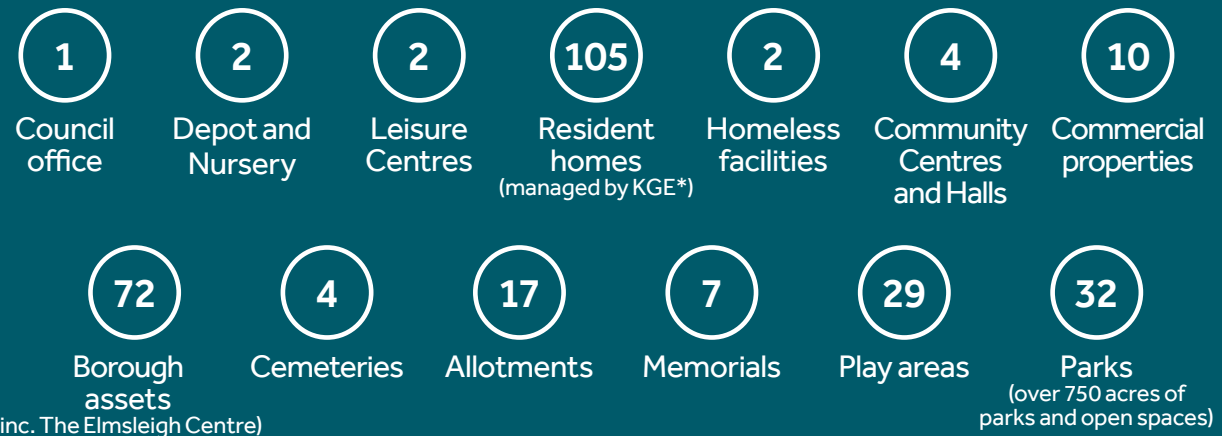 1
Council
office
2
Depot and
Nursery
2
Leisure
Centres
105
Resident
homes
(managed by KGE*)
2
Homeless
facilities
4
Community
Centres
and Halls
10
Commercial
properties
72
Borough
assets
inc. The Elmsleigh Centre)
4
Cemeteries
17
Allotments
7
Memorials
29
Play areas
32
Parks
(over 750 acres of
parks and open spaces)